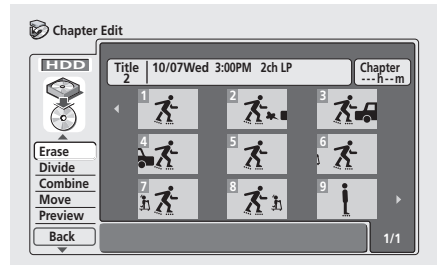 Chapter Edit
HDD
Title 2 10/07Wed 3:00PM 2ch LP
Chapter ---h--m
1 2 3
4 5 6
7 8 9
Erase
Divide
Combine
Move
Preview
Back
1/1